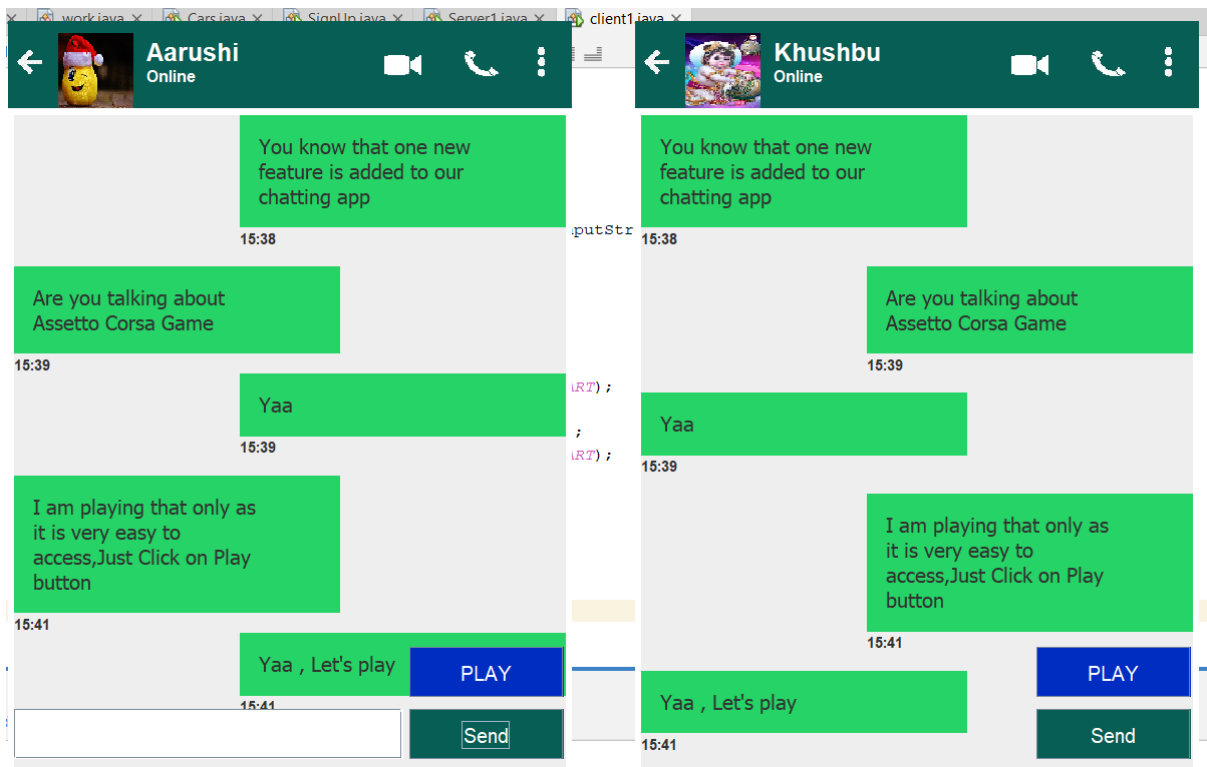 work.java × Cars.java × SignUp.java × Server1.java × client1.java ×
Aarushi
Online
You know that one new
feature is added to our
chatting app
15:38
Are you talking about
Assetto Corsa Game
15:39
Yaa
15:39
I am playing that only as
it is very easy to
access,Just Click on Play
button
15:41
Yaa , Let's play
PLAY
15:41
Send
putStr
ART);
;
ART);
Khushbu
Online
You know that one new
feature is added to our
chatting app
15:38
Are you talking about
Assetto Corsa Game
15:39
Yaa
15:39
I am playing that only as
it is very easy to
access,Just Click on Play
button
15:41
PLAY
Yaa , Let's play
Send
15:41